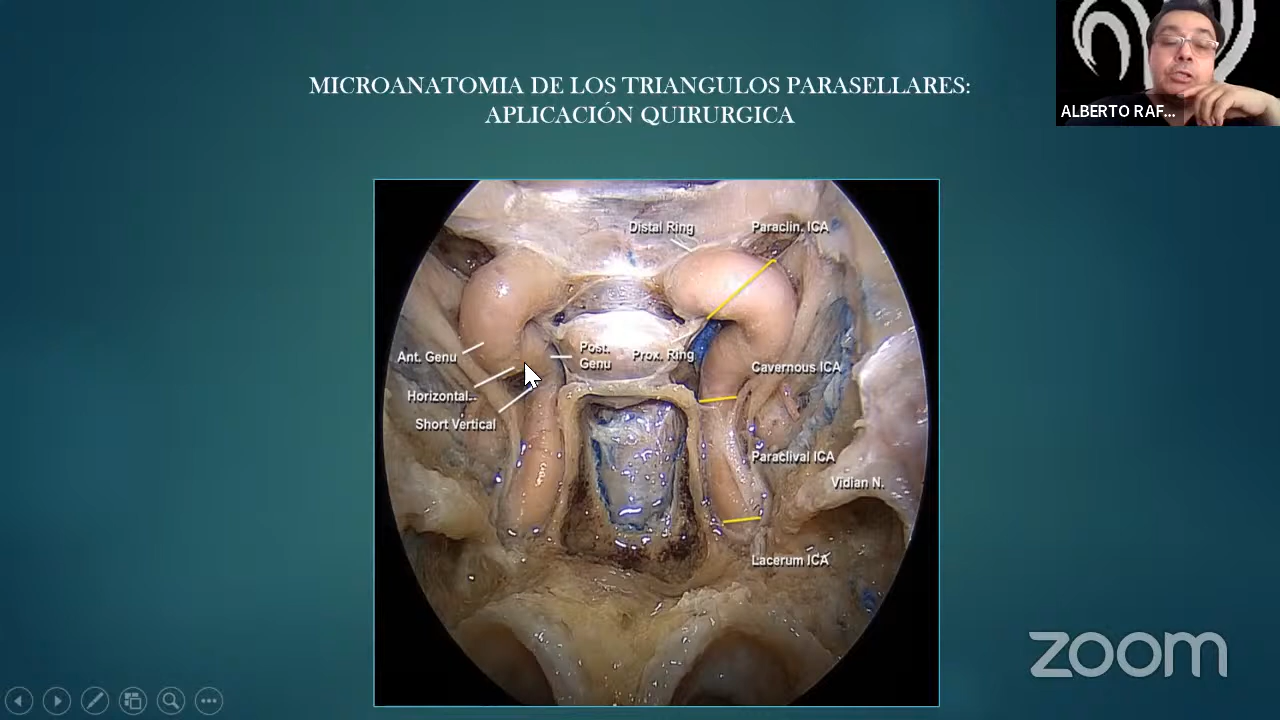 MICROANATOMIA DE LOS TRIANGULOS PARASELLARES:
APLICACIÓN QUIRURGICA
ALBERTO RAF...
Distal Ring
Paraclin. ICA
Ant. Genu
Post.
Genu
Prox. Ring
Cavernous ICA
Horizontal
Short Vertical
Paraclival ICA
Vidian N.
Lacerum ICA
zoom